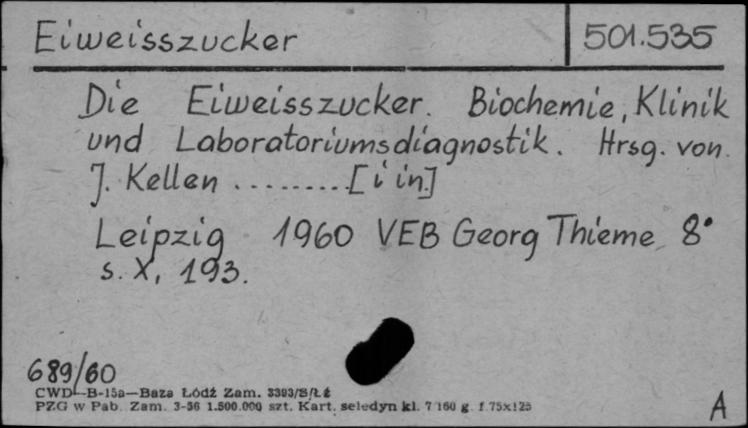 Eiweisszucker 501.535
Die Eiweisszucker. Biochemie, Klinik
und Laboratoriumsdiagnostik. Hrsg. von
J. Kellen .........[i in.]
Leipzig 1960 VEB Georg Thieme 8°
s. X, 193.
689/60
CWD—B-15a—Baza Łódź Zam. 3393/S/Łź
PZG w Pab. Zam. 3-56 1.500.000 szt. Kart. seledyn kl. 7 160 g. f.75x125
A